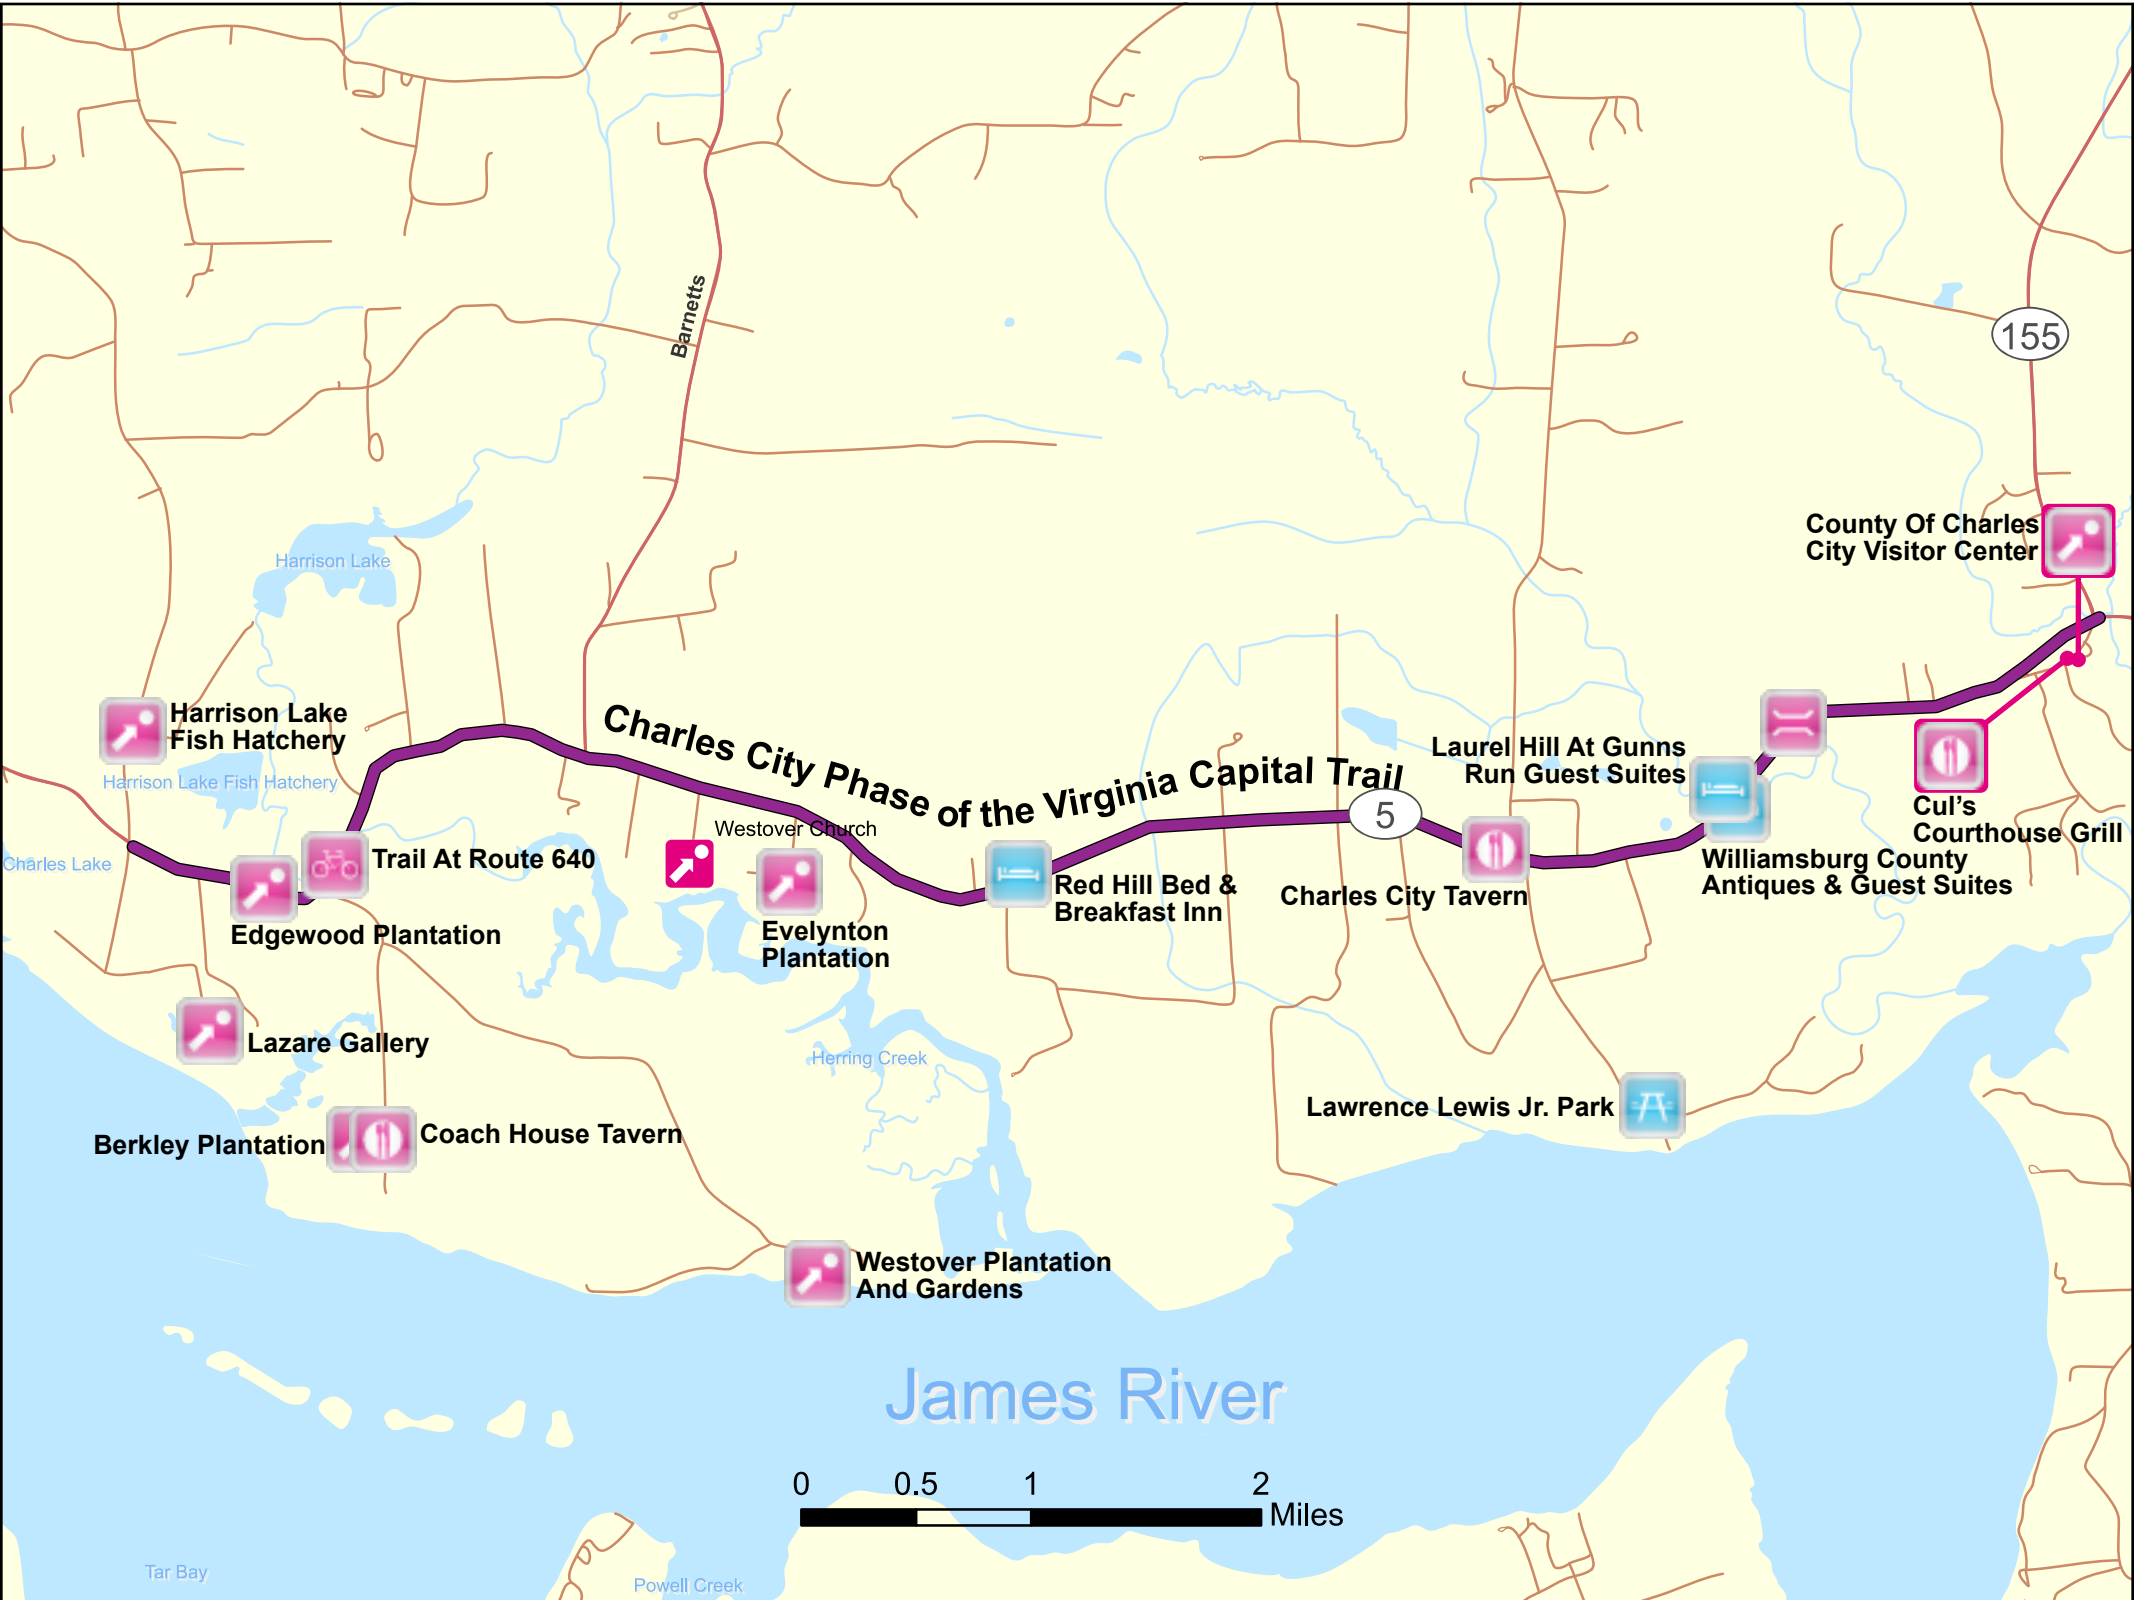 Barnetts
155
County Of Charles
City Visitor Center
Harrison Lake
Harrison Lake
Fish Hatchery
Harrison Lake Fish Hatchery
Charles City Phase of the Virginia Capital Trail
Laurel Hill At Gunns
Run Guest Suites
5
Cul’s
Courthouse Grill
Westover Church
Charles Lake
Trail At Route 640
Williamsburg County
Antiques & Guest Suites
Red Hill Bed &
Breakfast Inn
Charles City Tavern
Edgewood Plantation
Evelynton
Plantation
Lazare Gallery
Herring Creek
Lawrence Lewis Jr. Park
Berkley Plantation
Coach House Tavern
Westover Plantation
And Gardens
James River
0 0.5 1 2
Miles
Tar Bay
Powell Creek